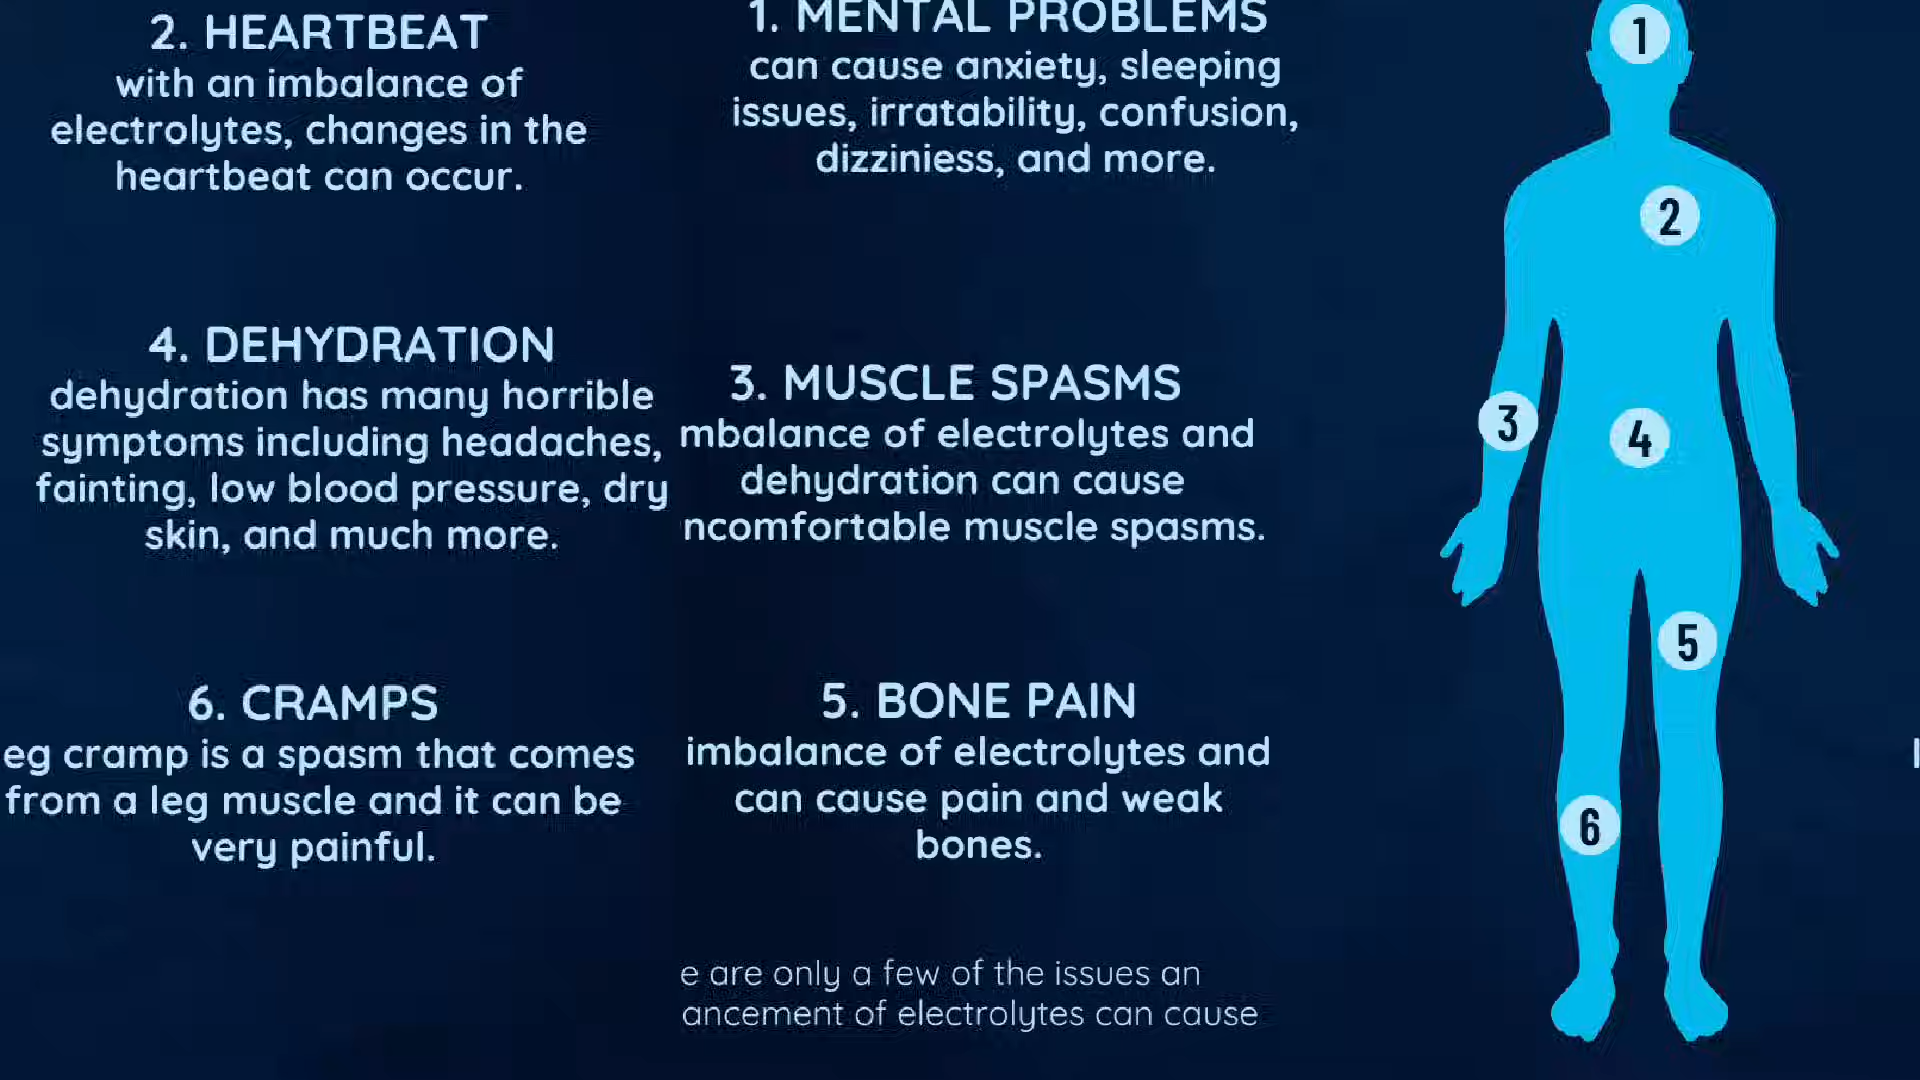 2. HEARTBEAT
with an imbalance of
electrolytes, changes in the
heartbeat can occur.
1. MENTAL PROBLEMS
can cause anxiety, sleeping
issues, irratability, confusion,
dizziniess, and more.
4. DEHYDRATION
dehydration has many horrible
symptoms including headaches,
fainting, low blood pressure, dry
skin, and much more.
3. MUSCLE SPASMS
mbalance of electrolytes and
dehydration can cause
ncomfortable muscle spasms.
6. CRAMPS
eg cramp is a spasm that comes
from a leg muscle and it can be
very painful.
5. BONE PAIN
imbalance of electrolytes and
can cause pain and weak
bones.
e are only a few of the issues an
ancement of electrolytes can cause
1
2
3
4
5
6